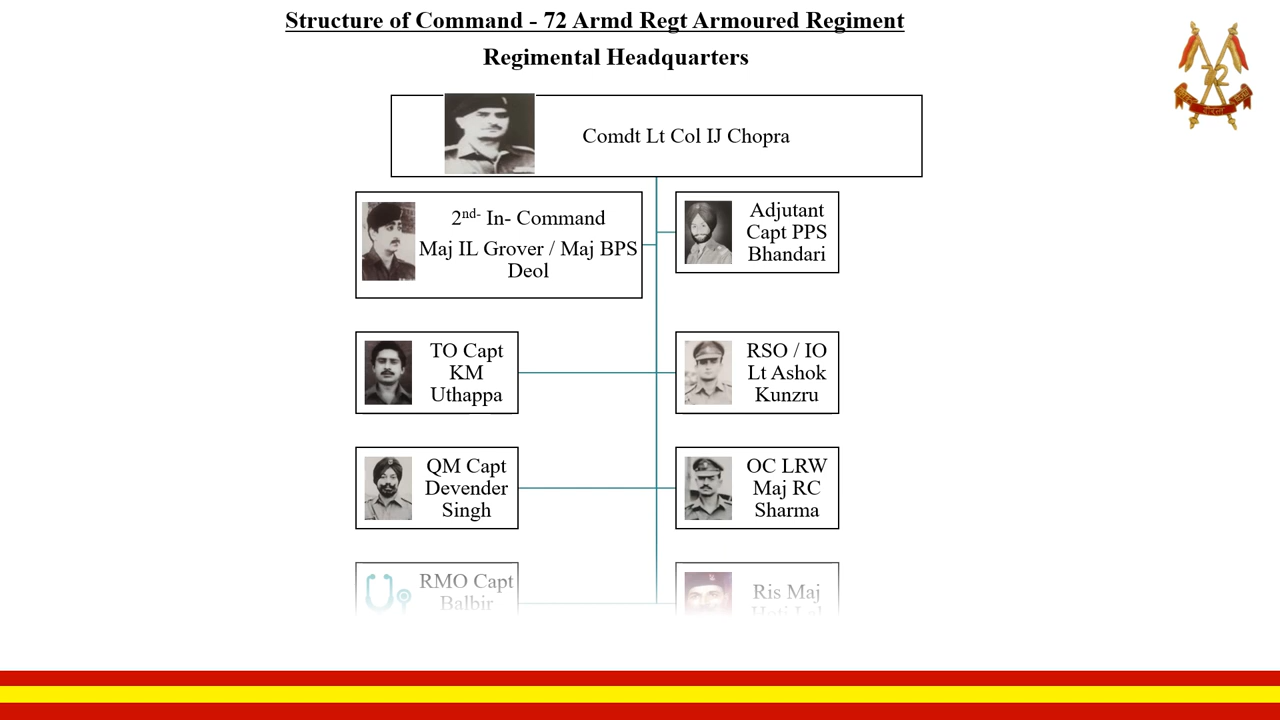 Structure of Command - 72 Armd Regt Armoured Regiment
Regimental Headquarters
72
Comdt Lt Col IJ Chopra
2nd- In- Command
Maj IL Grover / Maj BPS
Deol
Adjutant
Capt PPS
Bhandari
TO Capt
KM
Uthappa
RSO / IO
Lt Ashok
Kunzru
QM Capt
Devender
Singh
OC LRW
Maj RC
Sharma
RMO Capt
Balbir
Ris Maj